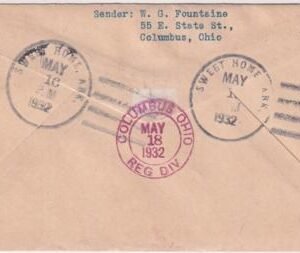 Sender: W. G. Fountaine
55 E. State St.,
Columbus, Ohio
SWEET HOME, ARK.
MAY
16
M
1932
SWEET HOME ARK.
MAY
1
M
1932
COLUMBUS, OHIO
MAY
18
1932
REG DIV